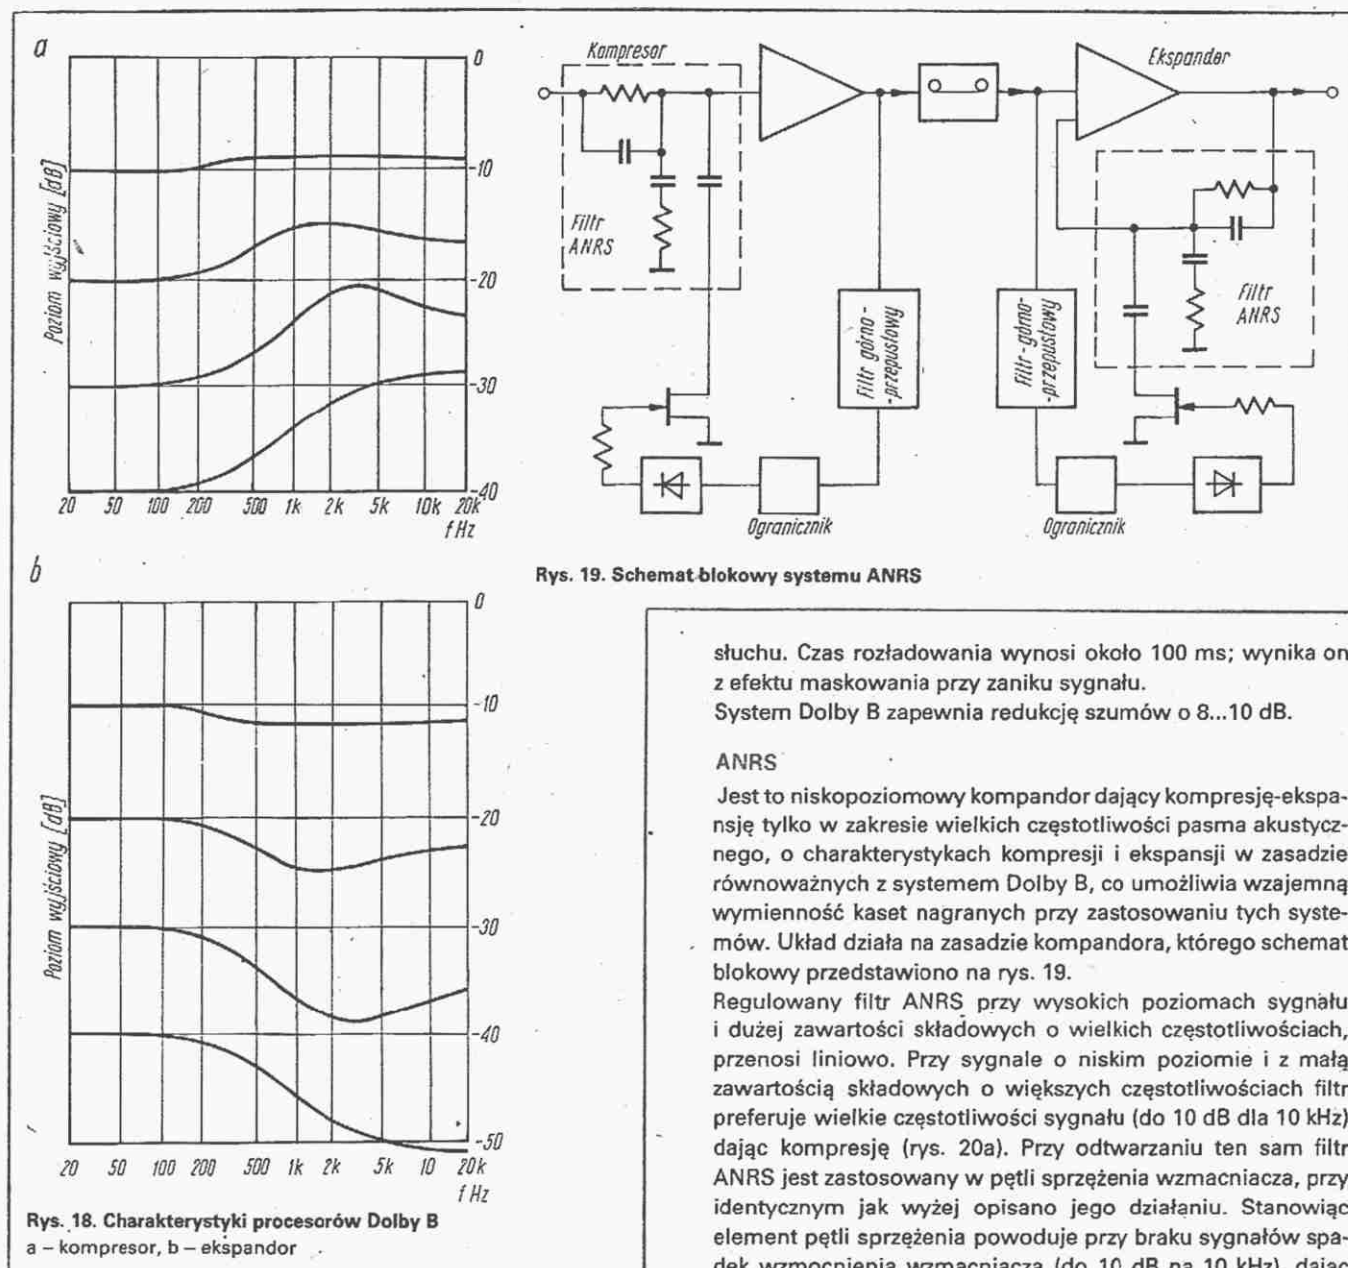 a
0
-10
-20
-30
-40
Poziom wyjściowy [dB]
20 50 100 200 500 1k 2k 5k 10k 20k
f Hz
Kompresor
Filtr
ANRS
Ekspander
Filtr
ANRS
Filtr górno-
-przepustowy
Filtr-górno-
-przepustowy
Ogranicznik
Ogranicznik
Rys. 19. Schemat blokowy systemu ANRS
b
0
-10
-20
-30
-40
-50
Poziom wyjściowy [dB]
20 50 100 200 500 1k 2k 5k 10 20k
f Hz
Rys. 18. Charakterystyki procesorów Dolby B
a – kompresor, b – ekspandor
słuchu. Czas rozładowania wynosi około 100 ms; wynika on
z efektu maskowania przy zaniku sygnału.
System Dolby B zapewnia redukcję szumów o 8...10 dB.
ANRS
Jest to niskopoziomowy kompandor dający kompresję-ekspa-
nsję tylko w zakresie wielkich częstotliwości pasma akustycz-
nego, o charakterystykach kompresji i ekspansji w zasadzie
równoważnych z systemem Dolby B, co umożliwia wzajemną
wymienność kaset nagranych przy zastosowaniu tych syste-
mów. Układ działa na zasadzie kompandora, którego schemat
blokowy przedstawiono na rys. 19.
Regulowany filtr ANRS przy wysokich poziomach sygnału
i dużej zawartości składowych o wielkich częstotliwościach,
przenosi liniowo. Przy sygnale o niskim poziomie i z małą
zawartością składowych o większych częstotliwościach filtr
preferuje wielkie częstotliwości sygnału (do 10 dB dla 10 kHz)
dając kompresję (rys. 20a). Przy odtwarzaniu ten sam filtr
ANRS jest zastosowany w pętli sprzężenia wzmacniacza, przy
identycznym jak wyżej opisano jego działaniu. Stanowiąc
element pętli sprzężenia powoduje przy braku sygnałów spa-
dek wzmocnienia wzmacniacza (do 10 dB na 10 kHz), dając